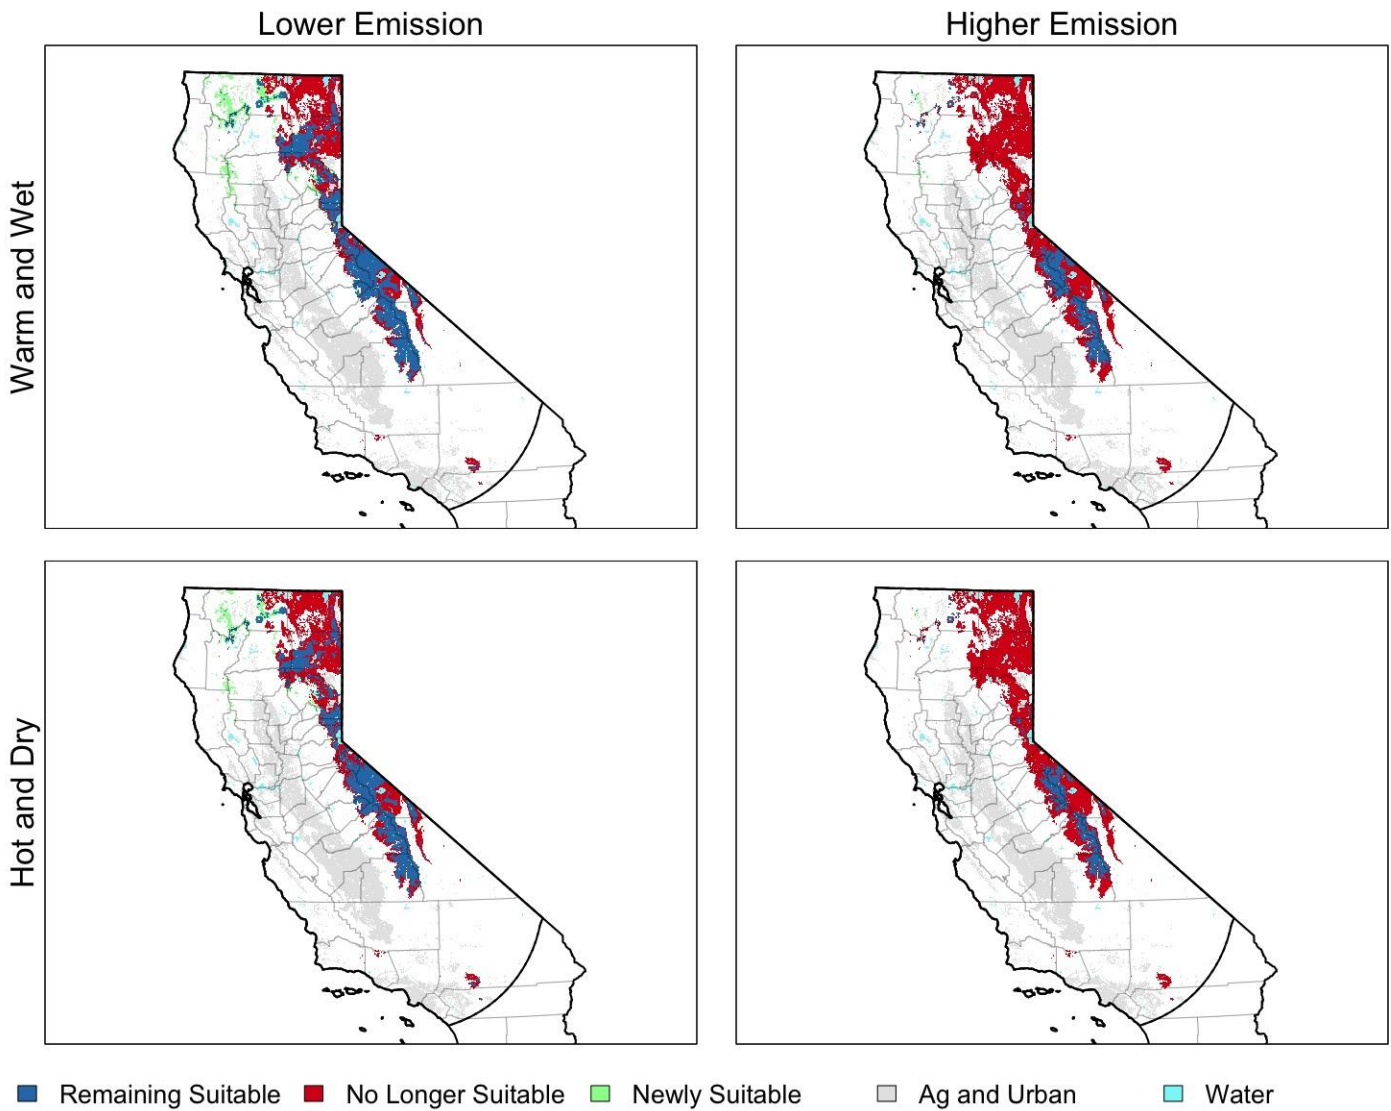 Lower Emission
Higher Emission
Warm and Wet
Hot and Dry
Remaining Suitable
No Longer Suitable
Newly Suitable
Ag and Urban
Water